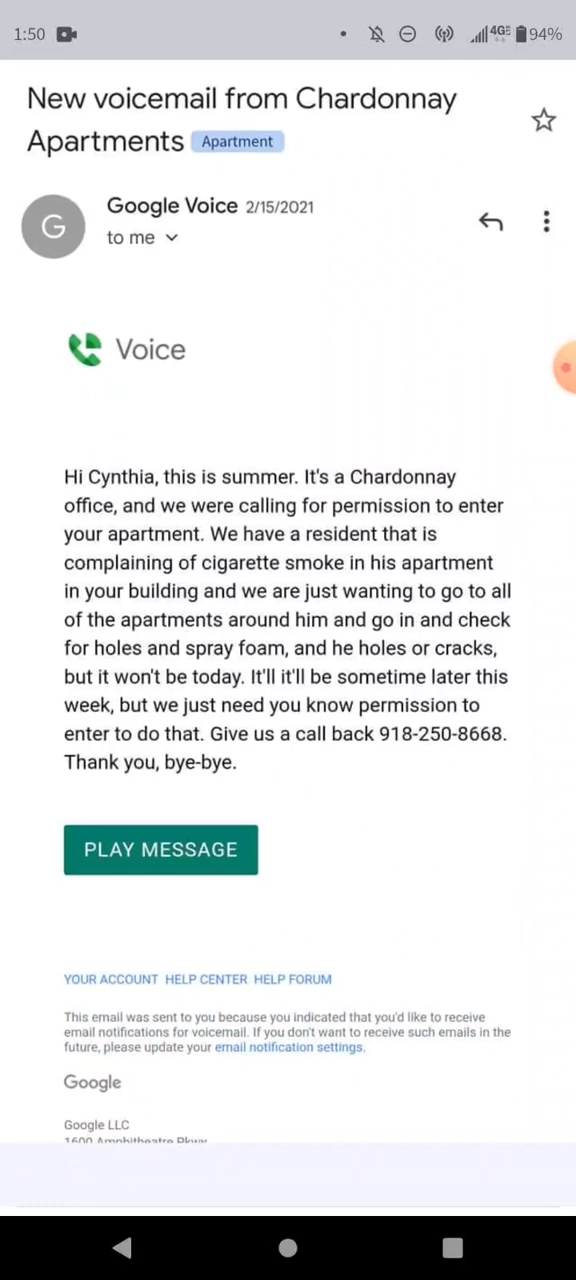 1:50 4GE 94%
New voicemail from Chardonnay
Apartments Apartment
G Google Voice 2/15/2021
to me
Voice
Hi Cynthia, this is summer. It's a Chardonnay
office, and we were calling for permission to enter
your apartment. We have a resident that is
complaining of cigarette smoke in his apartment
in your building and we are just wanting to go to all
of the apartments around him and go in and check
for holes and spray foam, and he holes or cracks,
but it won't be today. It'll it'll be sometime later this
week, but we just need you know permission to
enter to do that. Give us a call back 918-250-8668.
Thank you, bye-bye.
PLAY MESSAGE
YOUR ACCOUNT HELP CENTER HELP FORUM
This email was sent to you because you indicated that you'd like to receive
email notifications for voicemail. If you don't want to receive such emails in the
future, please update your email notification settings.
Google
Google LLC
1600 Amphitheatre Pkwy